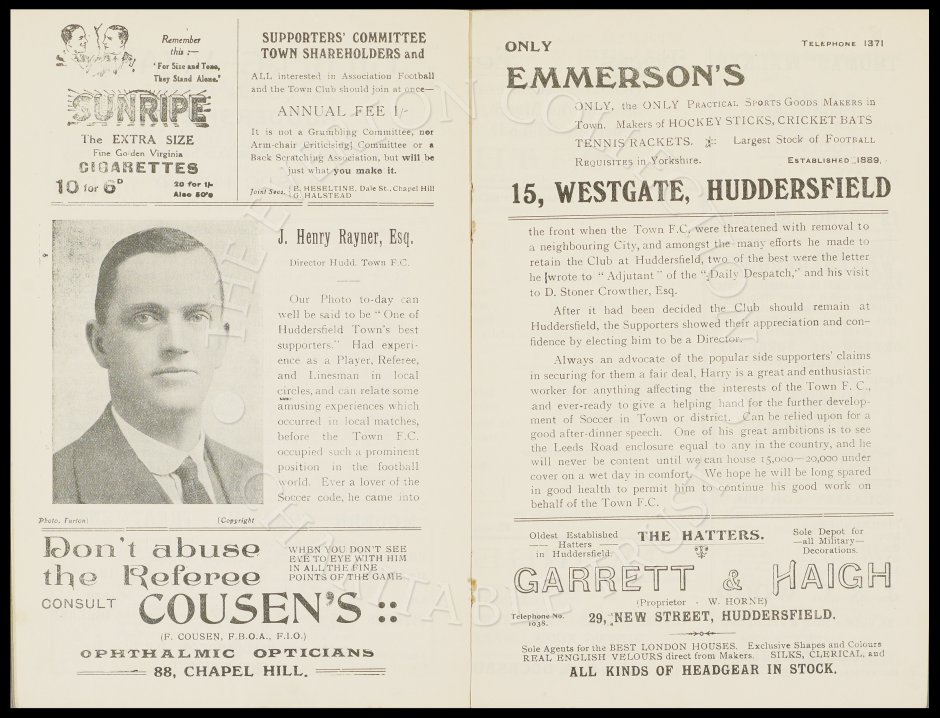 Remember
this :—
"For Size and Tone,
They Stand Alone."
SUNRIPE
The EXTRA SIZE
Fine Golden Virginia
CIGARETTES
10 for 6D
20 for 1/-
Also 50's
SUPPORTERS' COMMITTEE
TOWN SHAREHOLDERS and
ALL interested in Association Football
and the Town Club should join at once—
ANNUAL FEE 1/-
It is not a Grumbling Committee, nor
Arm-chair Criticising Committee or a
Back Scratching Association, but will be
just what you make it.
Joint Secs. { B. HESELTINE, Dale St., Chapel Hill
G. HALSTEAD
J. Henry Rayner, Esq.
Director Hudd. Town F.C.
Our Photo to-day can
well be said to be "One of
Huddersfield Town's best
supporters." Had experi-
ence as a Player, Referee,
and Linesman in local
circles, and can relate some
amusing experiences which
occurred in local matches,
before the Town F.C.
occupied such a prominent
position in the football
world. Ever a lover of the
Soccer code, he came into
Photo, Furton)
(Copyright
Don't abuse
the Referee
CONSULT COUSEN'S ::
WHEN YOU DON'T SEE
EYE TO EYE WITH HIM
IN ALL THE FINE
POINTS OF THE GAME
(F. COUSEN, F.B.O.A., F.I.O.)
OPHTHALMIC OPTICIANS
88, CHAPEL HILL.
ONLY
TELEPHONE 1371
EMMERSON'S
ONLY, the ONLY PRACTICAL SPORTS GOODS MAKERS in
Town. Makers of HOCKEY STICKS, CRICKET BATS
TENNIS RACKETS. Largest Stock of FOOTBALL
REQUISITES in Yorkshire. ESTABLISHED 1889.
15, WESTGATE, HUDDERSFIELD
the front when the Town F.C. were threatened with removal to
a neighbouring City, and amongst the many efforts he made to
retain the Club at Huddersfield, two of the best were the letter
he wrote to "Adjutant" of the "Daily Despatch," and his visit
to D. Stoner Crowther, Esq.
After it had been decided the Club should remain at
Huddersfield, the Supporters showed their appreciation and con-
fidence by electing him to be a Director.
Always an advocate of the popular side supporters' claims
in securing for them a fair deal, Harry is a great and enthusiastic
worker for anything affecting the interests of the Town F. C.,
and ever-ready to give a helping hand for the further develop-
ment of Soccer in Town or district. Can be relied upon for a
good after-dinner speech. One of his great ambitions is to see
the Leeds Road enclosure equal to any in the country, and he
will never be content until we can house 15,000—20,000 under
cover on a wet day in comfort. We hope he will be long spared
in good health to permit him to continue his good work on
behalf of the Town F.C.
Oldest Established
— Hatters —
in Huddersfield.
THE HATTERS.
Sole Depot for
—all Military—
Decorations.
GARRETT & HAIGH
(Proprietor - W. HORNE)
Telephone No.
1038.
29, NEW STREET, HUDDERSFIELD.
Sole Agents for the BEST LONDON HOUSES. Exclusive Shapes and Colours
REAL ENGLISH VELOURS direct from Makers. SILKS, CLERICAL, and
ALL KINDS OF HEADGEAR IN STOCK.